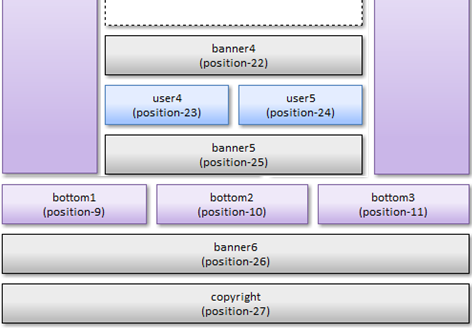 banner4
(position-22)
user4
(position-23)
user5
(position-24)
banner5
(position-25)
bottom1
(position-9)
bottom2
(position-10)
bottom3
(position-11)
banner6
(position-26)
copyright
(position-27)